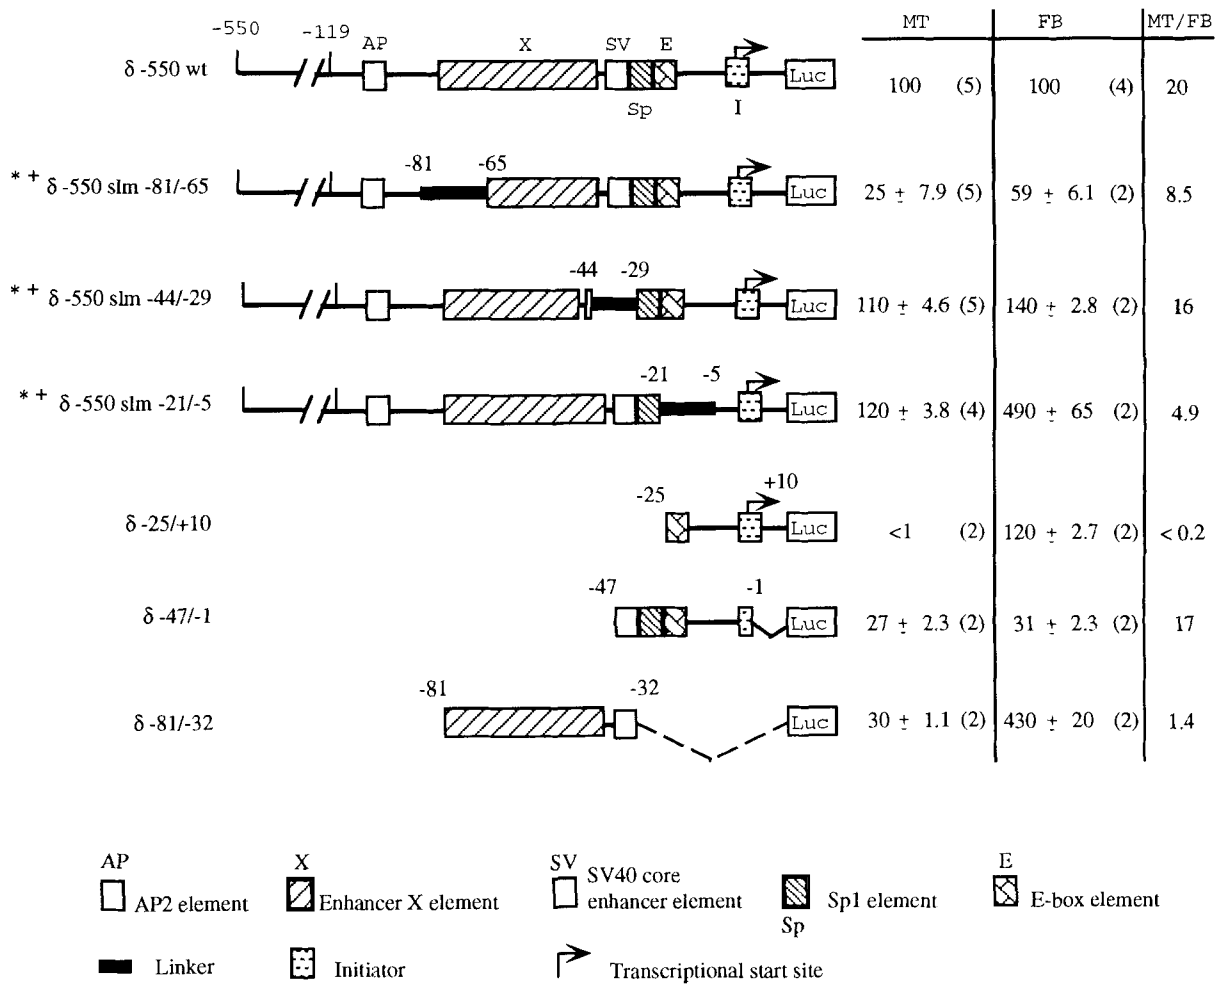 MT FB MT/FB
-550 -119 AP X SV E
δ -550 wt Luc 100 (5) 100 (4) 20
Sp I
-81 -65
* + δ -550 slm -81/-65 Luc 25 ± 7.9 (5) 59 ± 6.1 (2) 8.5
-44 -29
* + δ -550 slm -44/-29 Luc 110 ± 4.6 (5) 140 ± 2.8 (2) 16
-21 -5
* + δ -550 slm -21/-5 Luc 120 ± 3.8 (4) 490 ± 65 (2) 4.9
-25 +10
δ -25/+10 Luc <1 (2) 120 ± 2.7 (2) < 0.2
-47 -1
δ -47/-1 Luc 27 ± 2.3 (2) 31 ± 2.3 (2) 17
-81 -32
δ -81/-32 Luc 30 ± 1.1 (2) 430 ± 20 (2) 1.4
AP X SV E
AP2 element Enhancer X element SV40 core enhancer element Sp1 element E-box element
Sp
Linker Initiator Transcriptional start site